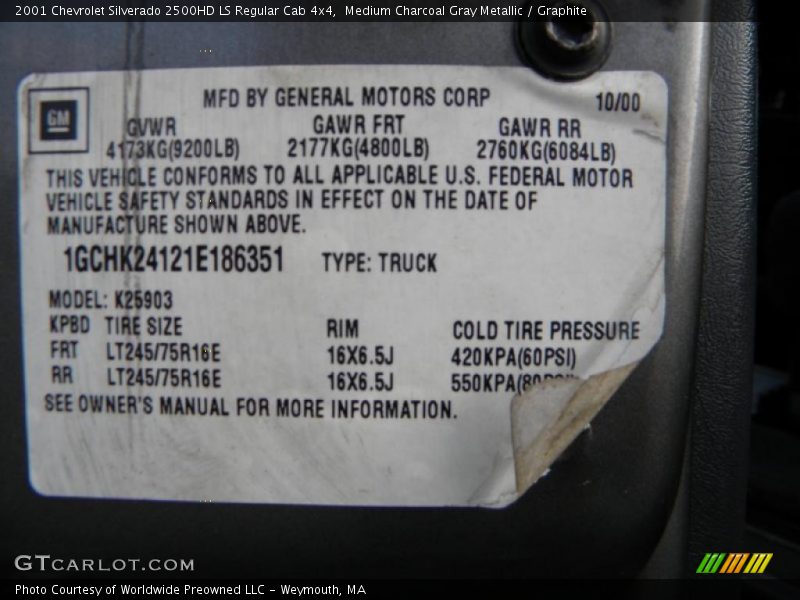 2001 Chevrolet Silverado 2500HD LS Regular Cab 4x4, Medium Charcoal Gray Metallic / Graphite
MFD BY GENERAL MOTORS CORP 10/00
GM
GVWR GAWR FRT GAWR RR
4173KG(9200LB) 2177KG(4800LB) 2760KG(6084LB)
THIS VEHICLE CONFORMS TO ALL APPLICABLE U.S. FEDERAL MOTOR
VEHICLE SAFETY STANDARDS IN EFFECT ON THE DATE OF
MANUFACTURE SHOWN ABOVE.
1GCHK24121E186351 TYPE: TRUCK
MODEL: K25903
KPBD TIRE SIZE RIM COLD TIRE PRESSURE
FRT LT245/75R16E 16X6.5J 420KPA(60PSI)
RR LT245/75R16E 16X6.5J 550KPA(80PSI)
SEE OWNER'S MANUAL FOR MORE INFORMATION.
GTCARLOT.COM
Photo Courtesy of Worldwide Preowned LLC - Weymouth, MA